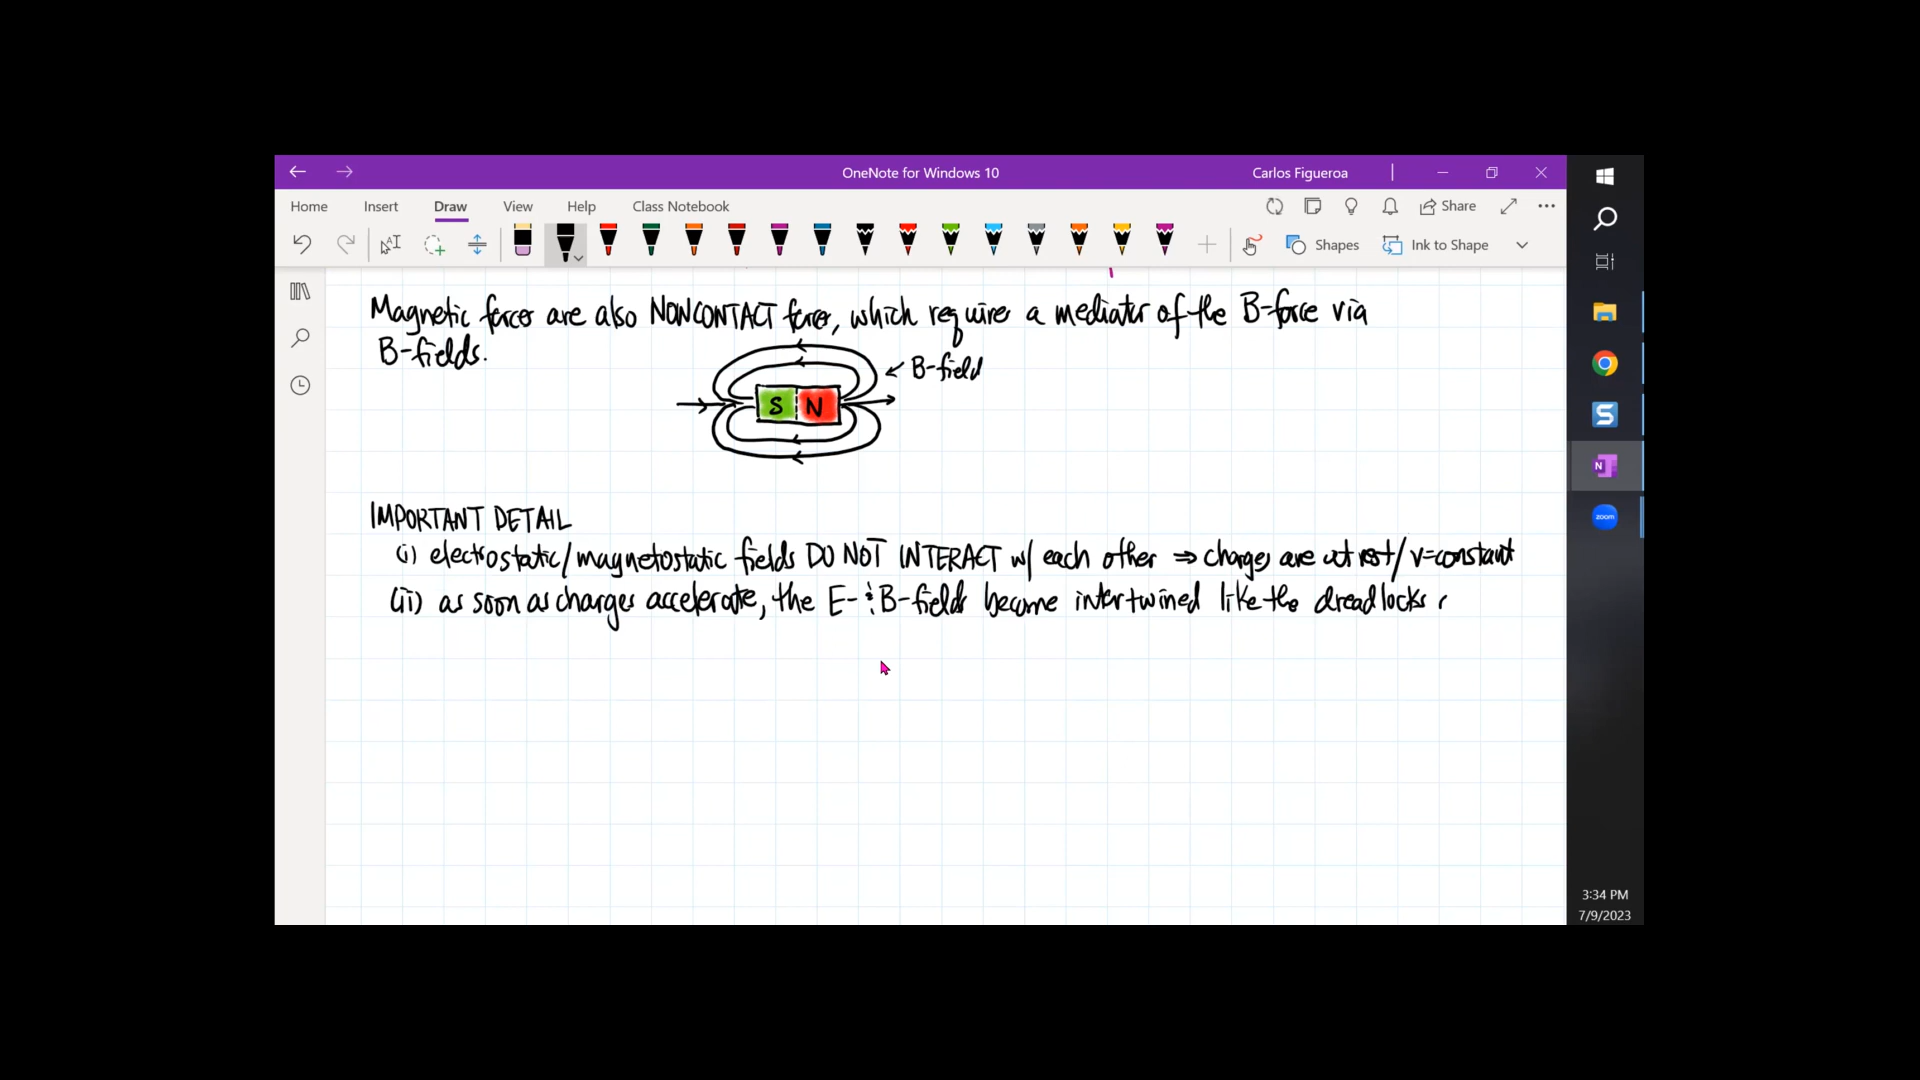 OneNote for Windows 10
Carlos Figueroa
Home Insert Draw View Help Class Notebook
Share
Shapes
Ink to Shape
Magnetic forces are also NONCONTACT forces, which requires a mediator of the B-force via
B-fields.
B-field
S N
IMPORTANT DETAIL
(i) electrostatic/magnetostatic fields DO NOT INTERACT w/ each other ⇒ charges are at rest/v=constant
(ii) as soon as charges accelerate, the E- & B-fields become intertwined like the dreadlocks
zoom
3:34 PM
7/9/2023